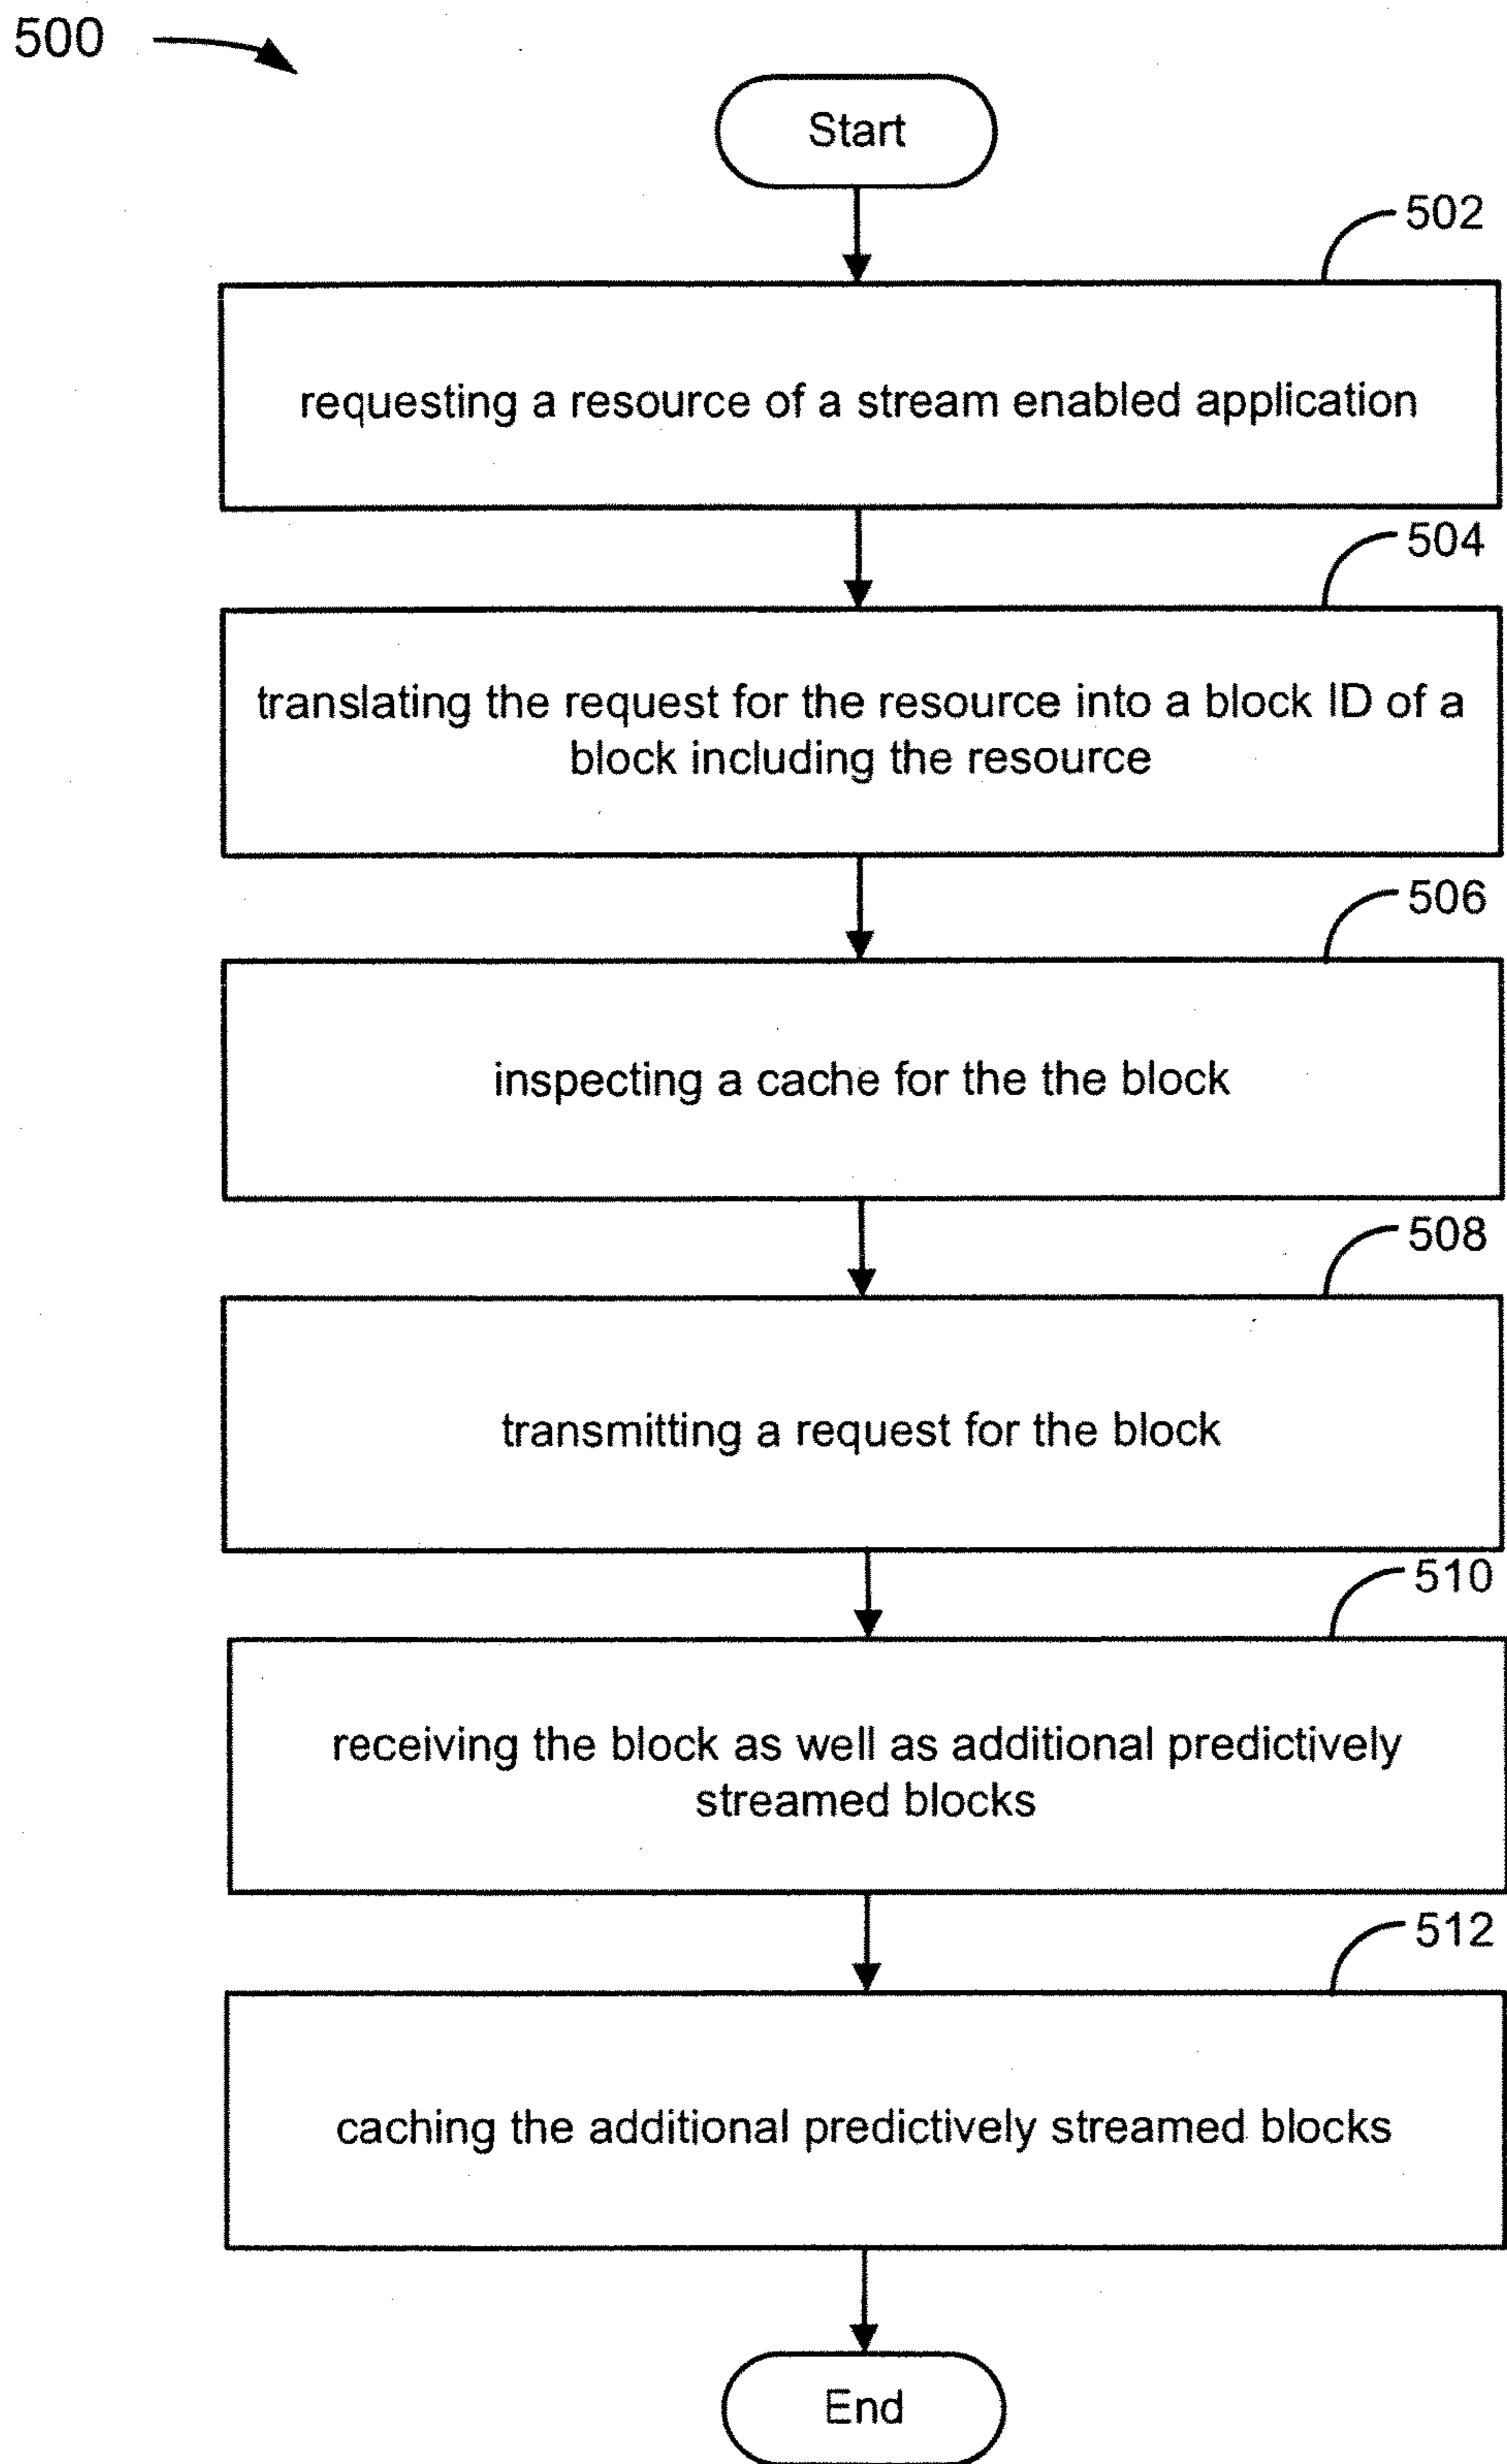 500
Start
502
requesting a resource of a stream enabled application
504
translating the request for the resource into a block ID of a
block including the resource
506
inspecting a cache for the the block
508
transmitting a request for the block
510
receiving the block as well as additional predictively
streamed blocks
512
caching the additional predictively streamed blocks
End